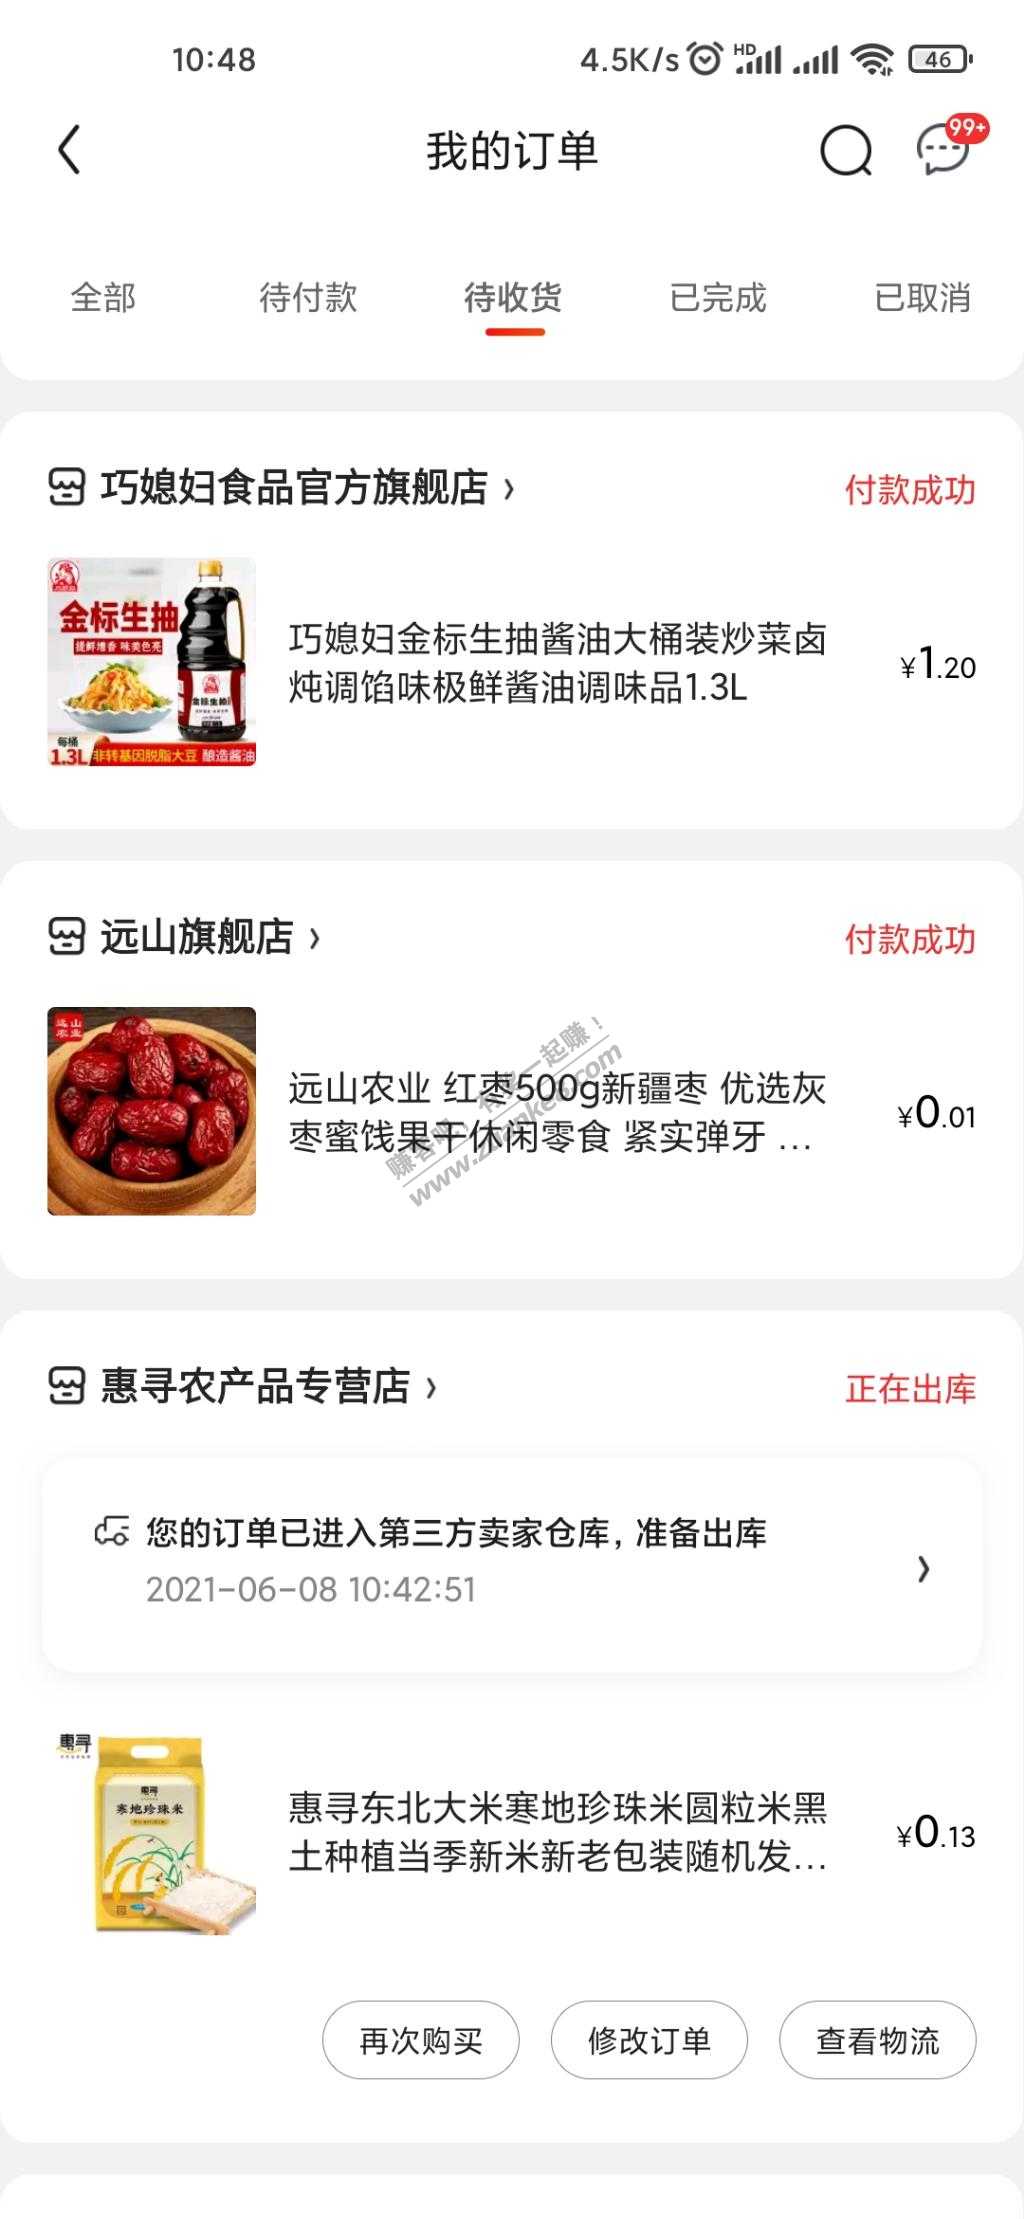 10:48
4.5K/s HD 46
我的订单
99+
全部 待付款 待收货 已完成 已取消
巧媳妇食品官方旗舰店 ›
付款成功
金标生抽
提鲜增香 味美色亮
金标生抽
每桶
1.3L 非转基因脱脂大豆 酿造酱油
巧媳妇金标生抽酱油大桶装炒菜卤
炖调馅味极鲜酱油调味品1.3L
¥1.20
远山旗舰店 ›
付款成功
远山
农业
远山农业 红枣500g新疆枣 优选灰
枣蜜饯果干休闲零食 紧实弹牙 ...
¥0.01
赚客吧，有奖一起赚！
www.zuanke8.com
惠寻农产品专营店 ›
正在出库
您的订单已进入第三方卖家仓库，准备出库
2021-06-08 10:42:51
惠寻
惠寻
寒地珍珠米
惠寻东北大米寒地珍珠米圆粒米黑
土种植当季新米新老包装随机发...
¥0.13
再次购买 修改订单 查看物流